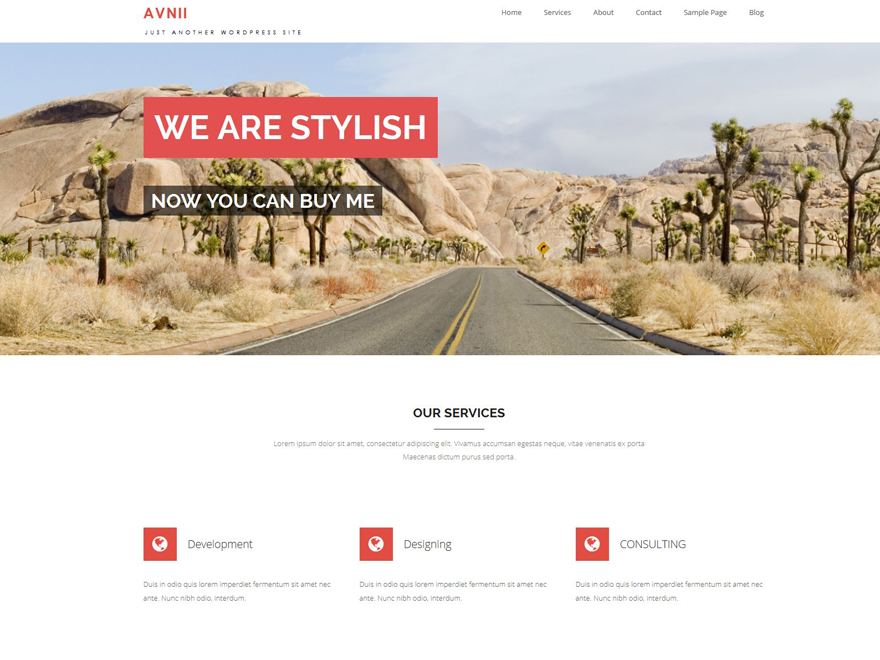 AVNII
JUST ANOTHER WORDPRESS SITE
Home Services About Contact Sample Page Blog
WE ARE STYLISH
NOW YOU CAN BUY ME
OUR SERVICES
Lorem ipsum dolor sit amet, consectetur adipiscing elit. Vivamus accumsan egestas neque, vitae venenatis ex porta
Maecenas dictum purus sed porta.
Development
Duis in odio quis lorem imperdiet fermentum sit amet nec
ante. Nunc nibh odio, interdum.
Designing
Duis in odio quis lorem imperdiet fermentum sit amet nec
ante. Nunc nibh odio, interdum.
CONSULTING
Duis in odio quis lorem imperdiet fermentum sit amet nec
ante. Nunc nibh odio, interdum.